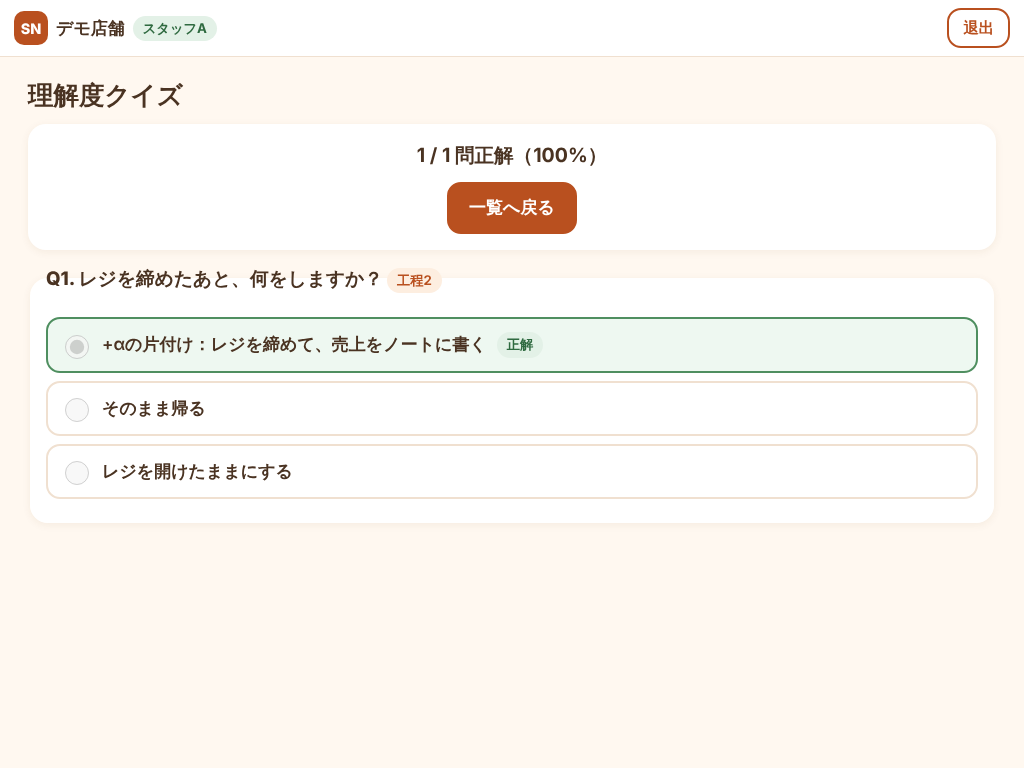 SN デモ店舗 スタッフA 退出
理解度クイズ
1 / 1 問正解（100%）
一覧へ戻る
Q1. レジを締めたあと、何をしますか？ 工程2
+αの片付け：レジを締めて、売上をノートに書く 正解
そのまま帰る
レジを開けたままにする